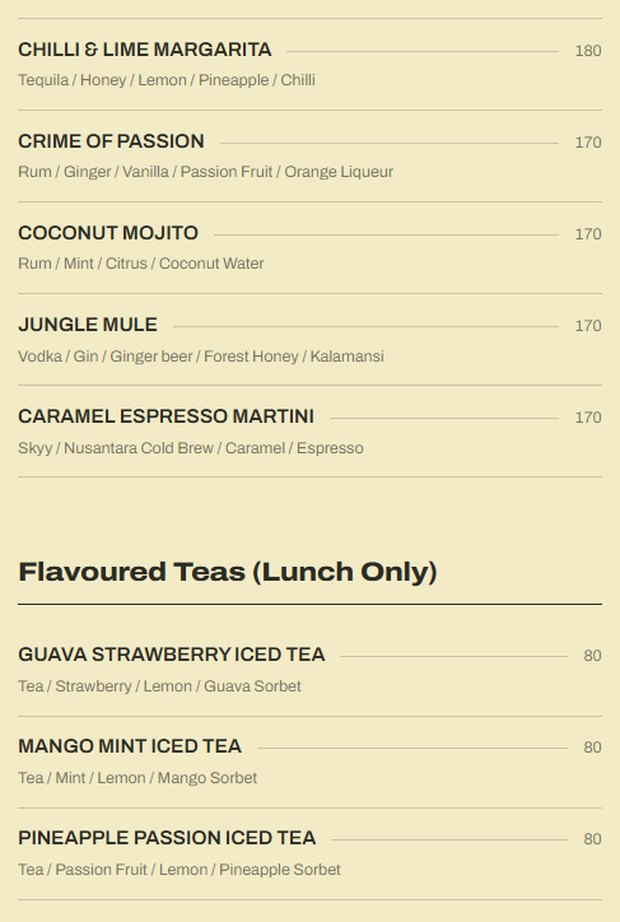 CHILLI & LIME MARGARITA 180
Tequila / Honey / Lemon / Pineapple / Chilli
CRIME OF PASSION 170
Rum / Ginger / Vanilla / Passion Fruit / Orange Liqueur
COCONUT MOJITO 170
Rum / Mint / Citrus / Coconut Water
JUNGLE MULE 170
Vodka / Gin / Ginger beer / Forest Honey / Kalamansi
CARAMEL ESPRESSO MARTINI 170
Skyy / Nusantara Cold Brew / Caramel / Espresso
Flavoured Teas (Lunch Only)
GUAVA STRAWBERRY ICED TEA 80
Tea / Strawberry / Lemon / Guava Sorbet
MANGO MINT ICED TEA 80
Tea / Mint / Lemon / Mango Sorbet
PINEAPPLE PASSION ICED TEA 80
Tea / Passion Fruit / Lemon / Pineapple Sorbet